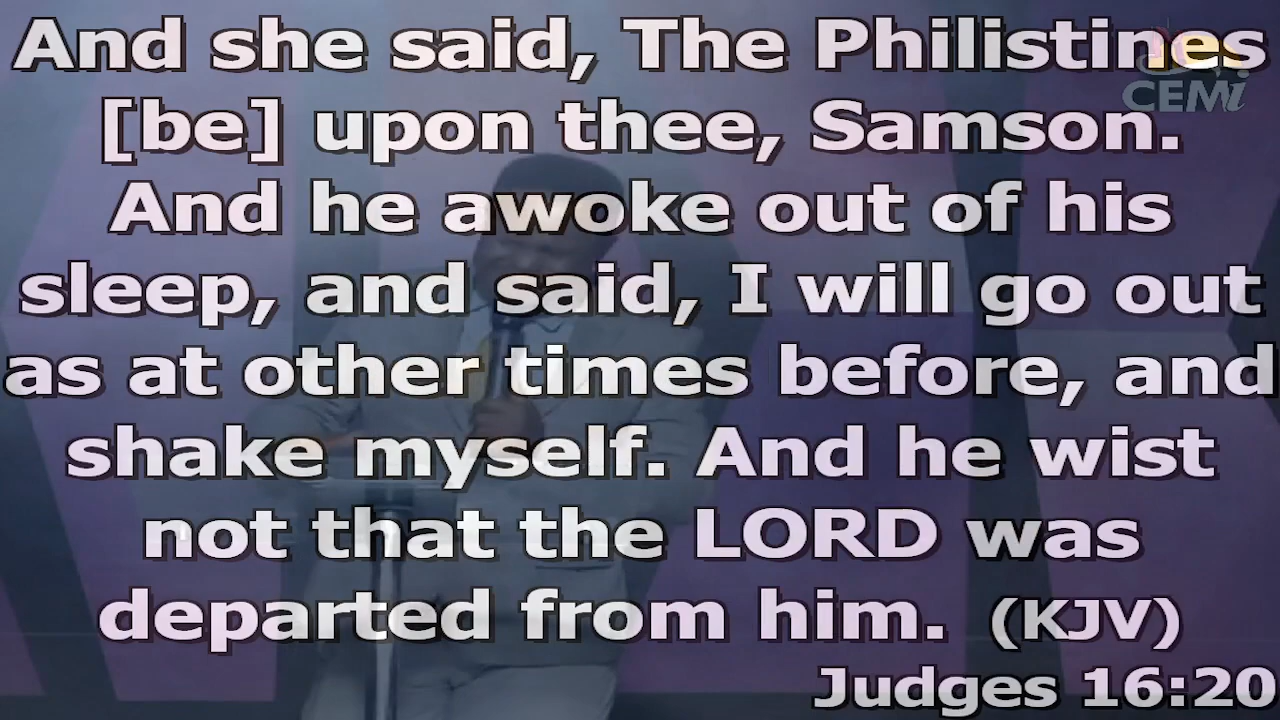 And she said, The Philistines
[be] upon thee, Samson.
And he awoke out of his
sleep, and said, I will go out
as at other times before, and
shake myself. And he wist
not that the LORD was
departed from him. (KJV)
Judges 16:20
CEMi